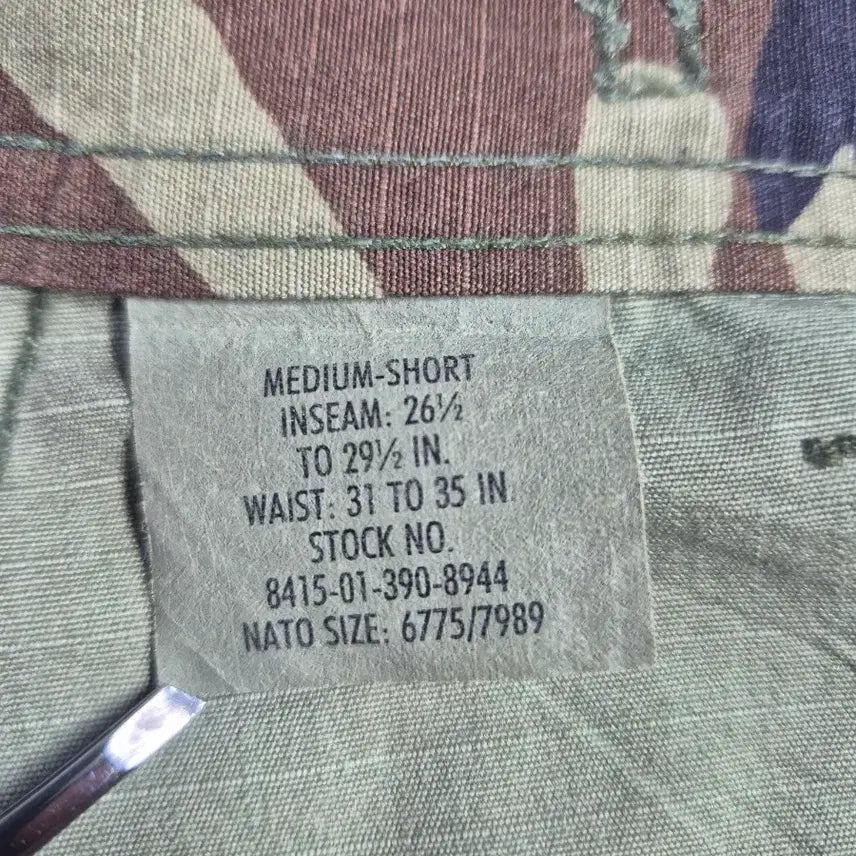 MEDIUM-SHORT
INSEAM: 26½
TO 29½ IN.
WAIST: 31 TO 35 IN
STOCK NO.
8415-01-390-8944
NATO SIZE: 6775/7989